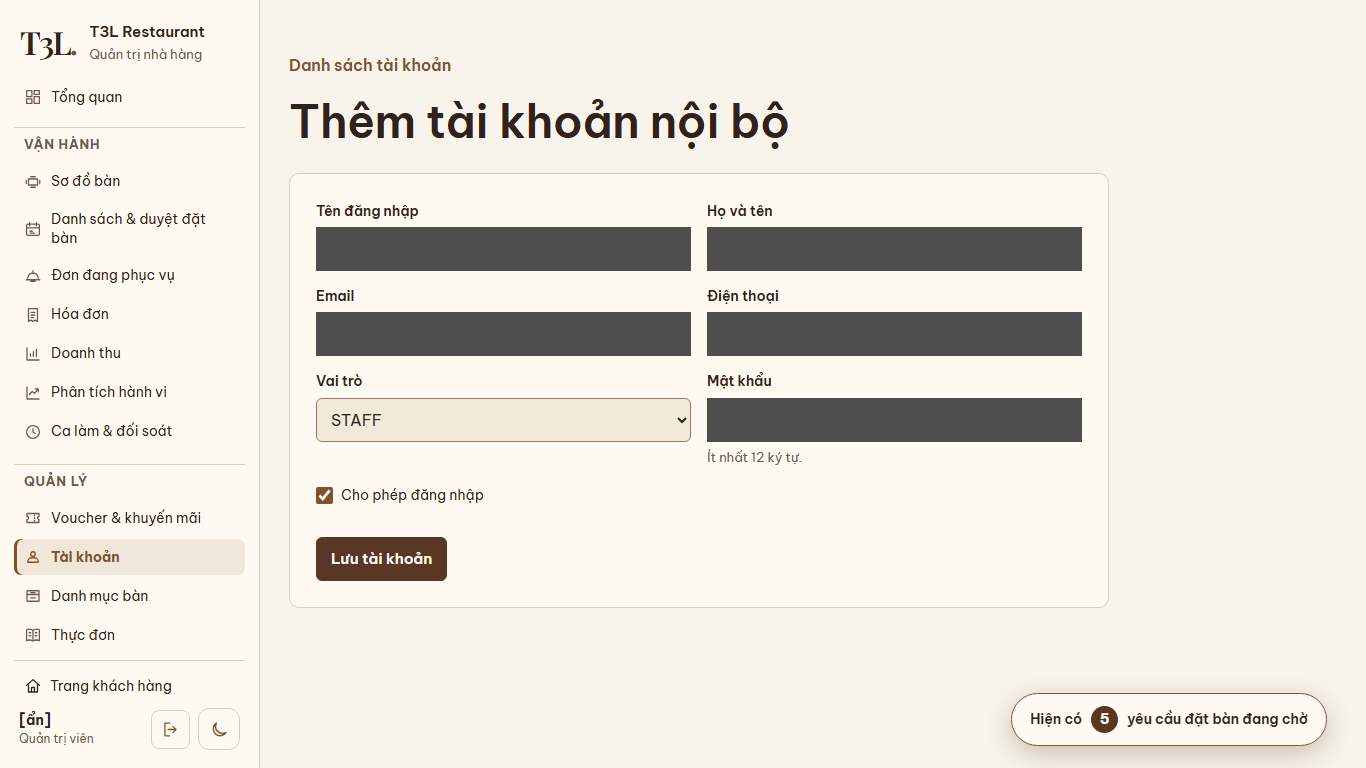 T3L.
T3L Restaurant
Quản trị nhà hàng
Tổng quan
VẬN HÀNH
Sơ đồ bàn
Danh sách & duyệt đặt
bàn
Đơn đang phục vụ
Hóa đơn
Doanh thu
Phân tích hành vi
Ca làm & đối soát
QUẢN LÝ
Voucher & khuyến mãi
Tài khoản
Danh mục bàn
Thực đơn
Trang khách hàng
[ẩn]
Quản trị viên
Danh sách tài khoản
Thêm tài khoản nội bộ
Tên đăng nhập
Họ và tên
Email
Điện thoại
Vai trò
Mật khẩu
STAFF
Ít nhất 12 ký tự.
Cho phép đăng nhập
Lưu tài khoản
Hiện có 5 yêu cầu đặt bàn đang chờ